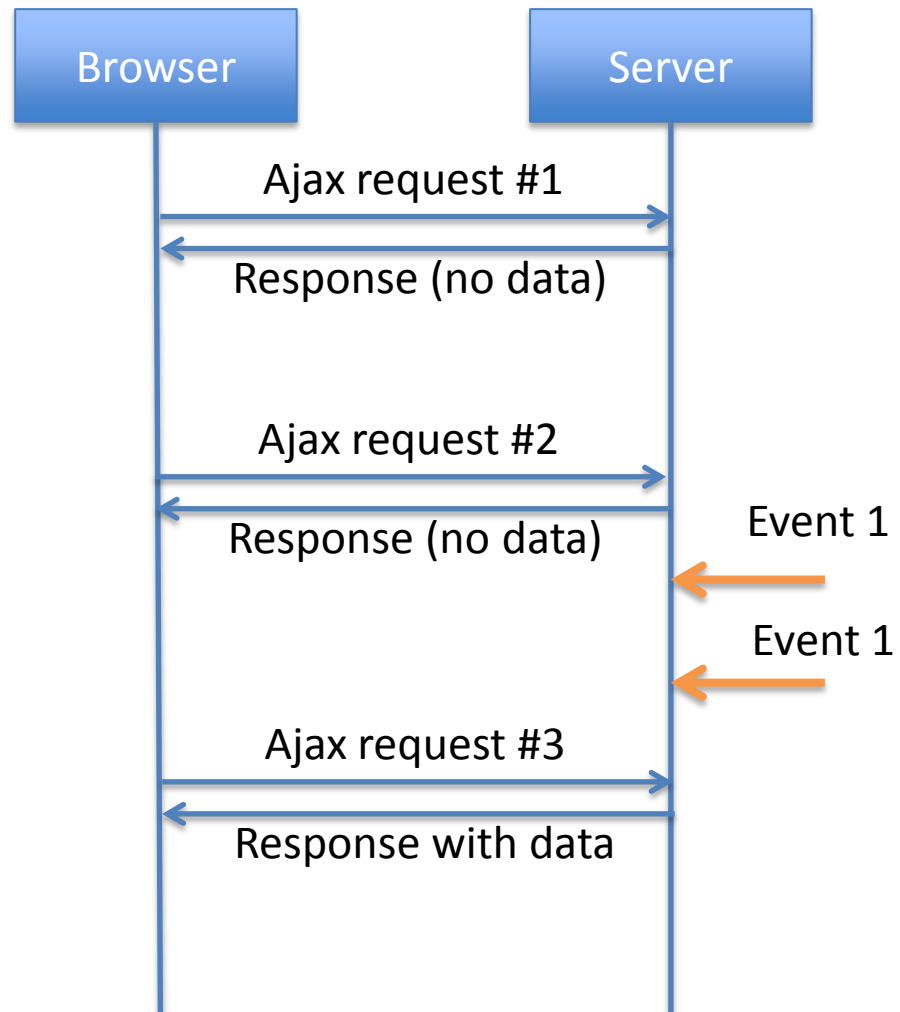 Browser
Server
Ajax request #1
Response (no data)
Ajax request #2
Response (no data)
Event 1
Event 1
Ajax request #3
Response with data